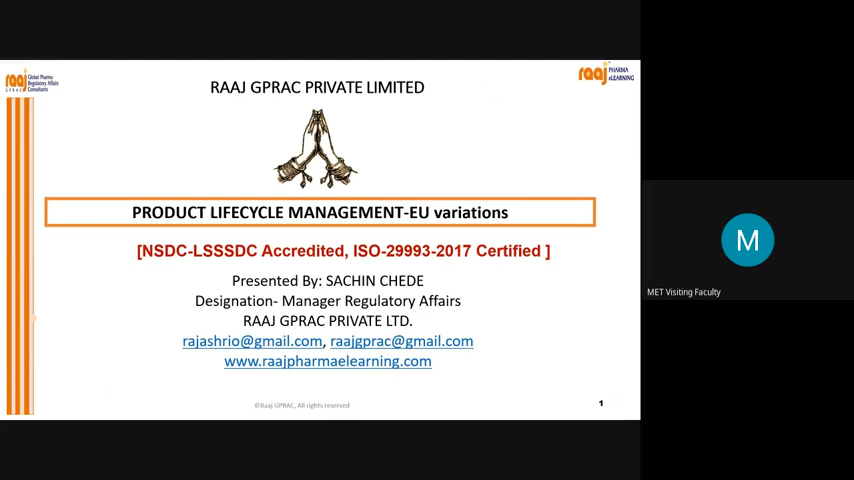 raaj
Global Pharma
Regulatory Affairs
Consultants
GPRAC
raaj PHARMA
eLEARNING
RAAJ GPRAC PRIVATE LIMITED
PRODUCT LIFECYCLE MANAGEMENT-EU variations
[NSDC-LSSSDC Accredited, ISO-29993-2017 Certified ]
Presented By: SACHIN CHEDE
Designation- Manager Regulatory Affairs
RAAJ GPRAC PRIVATE LTD.
rajashrio@gmail.com, raajgprac@gmail.com
www.raajpharmaelearning.com
©Raaj GPRAC, All rights reserved
1
M
MET Visiting Faculty